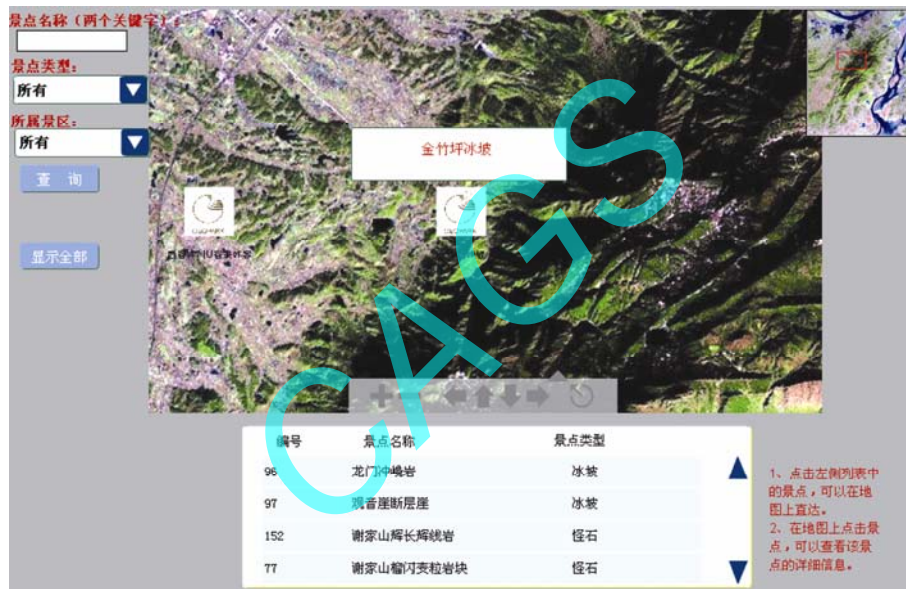 景点名称（两个关键字）：
景点类型：
所有
所属景区：
所有
查 询
显示全部
金竹坪冰坡
CAGS
编号 景点名称 景点类型
96 龙门冲崤岩 冰坡
97 观音崖断层崖 冰坡
152 谢家山辉长辉绿岩 怪石
77 谢家山榴闪变粒岩块 怪石
1、点击左侧列表中
的景点，可以在地
图上直达。
2、在地图上点击景
点，可以查看该景
点的详细信息。